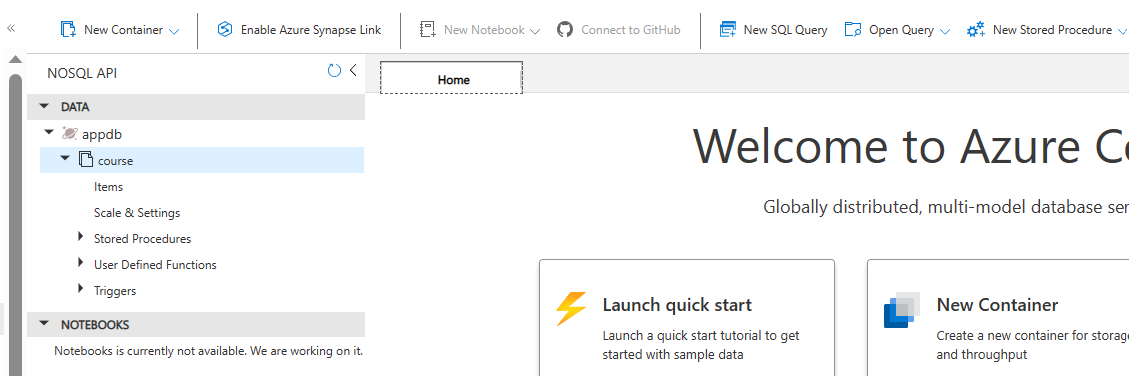 New Container
Enable Azure Synapse Link
New Notebook
Connect to GitHub
New SQL Query
Open Query
New Stored Procedure
NOSQL API
Home
DATA
appdb
course
Items
Scale & Settings
Stored Procedures
User Defined Functions
Triggers
NOTEBOOKS
Notebooks is currently not available. We are working on it.
Welcome to Azure Co
Globally distributed, multi-model database ser
Launch quick start
Launch a quick start tutorial to get
started with sample data
New Container
Create a new container for storage
and throughput